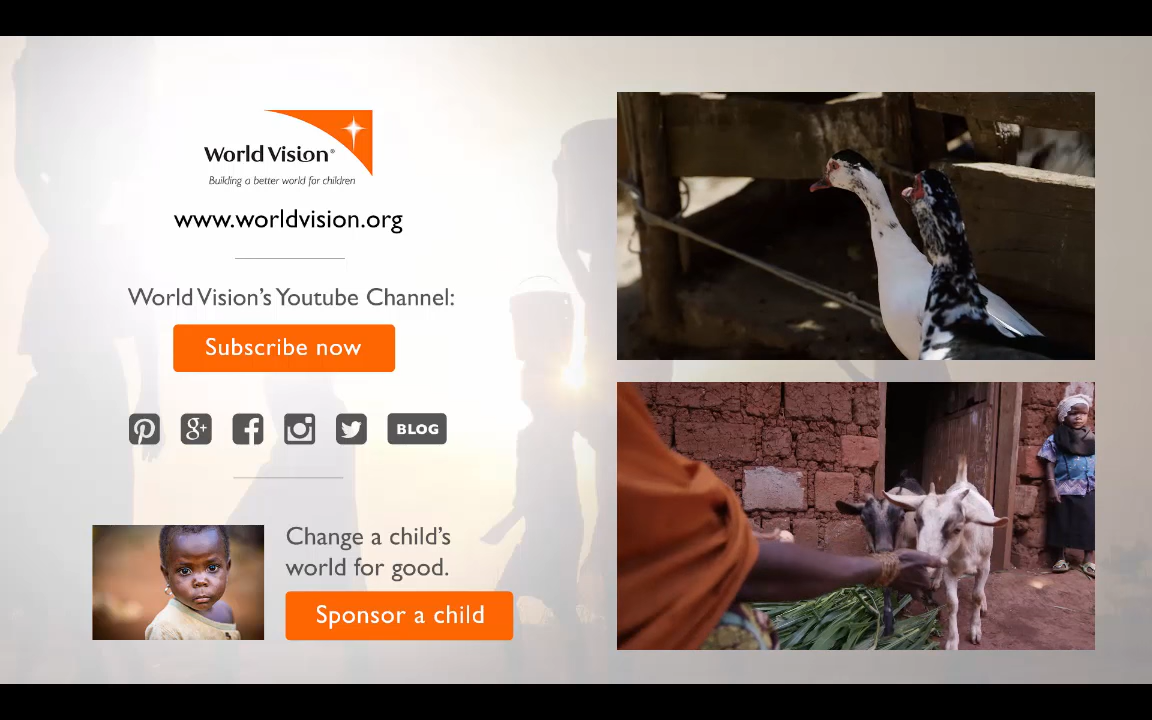 World Vision®
Building a better world for children
www.worldvision.org
World Vision's Youtube Channel:
Subscribe now
g+
BLOG
Change a child's
world for good.
Sponsor a child